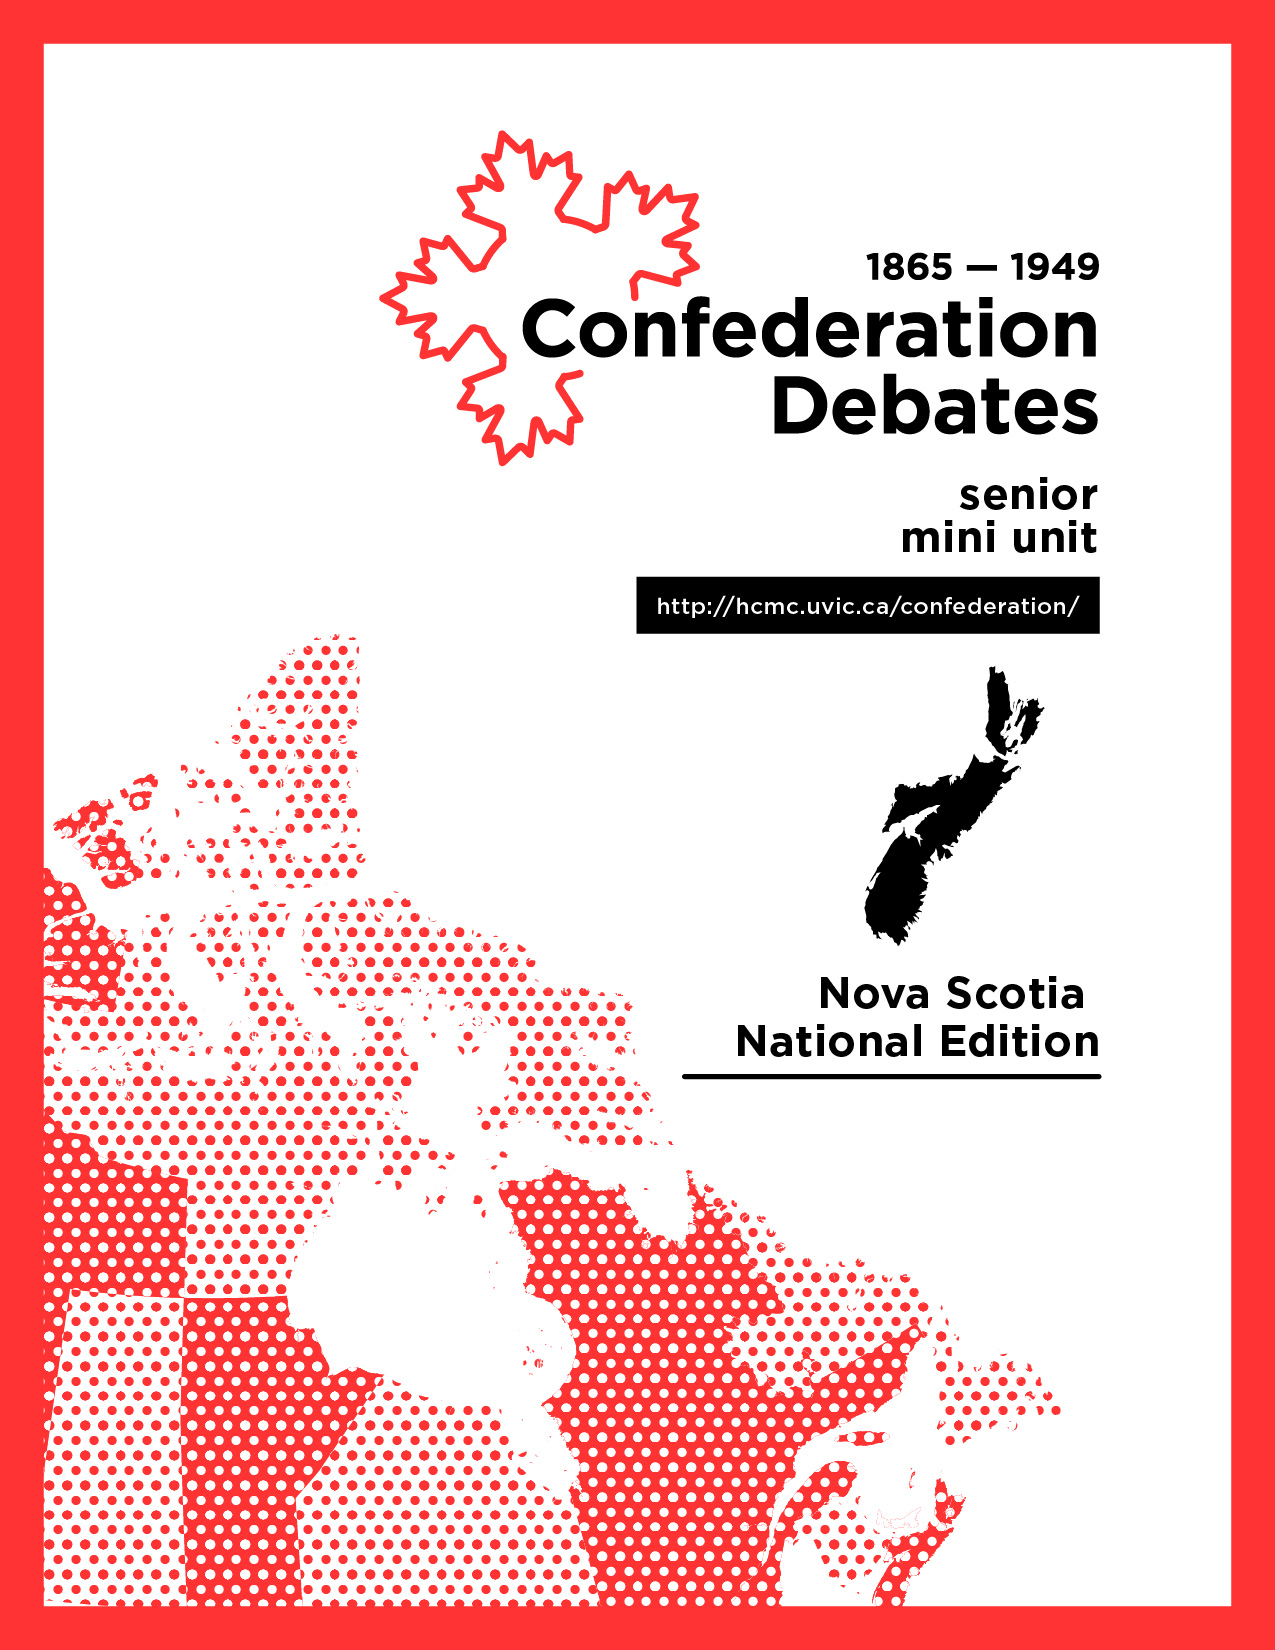 1865 — 1949
Confederation
Debates
senior
mini unit
http://hcmc.uvic.ca/confederation/
Nova Scotia
National Edition